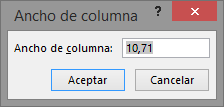 Ancho de columna
Ancho de columna: 10,71
Aceptar Cancelar